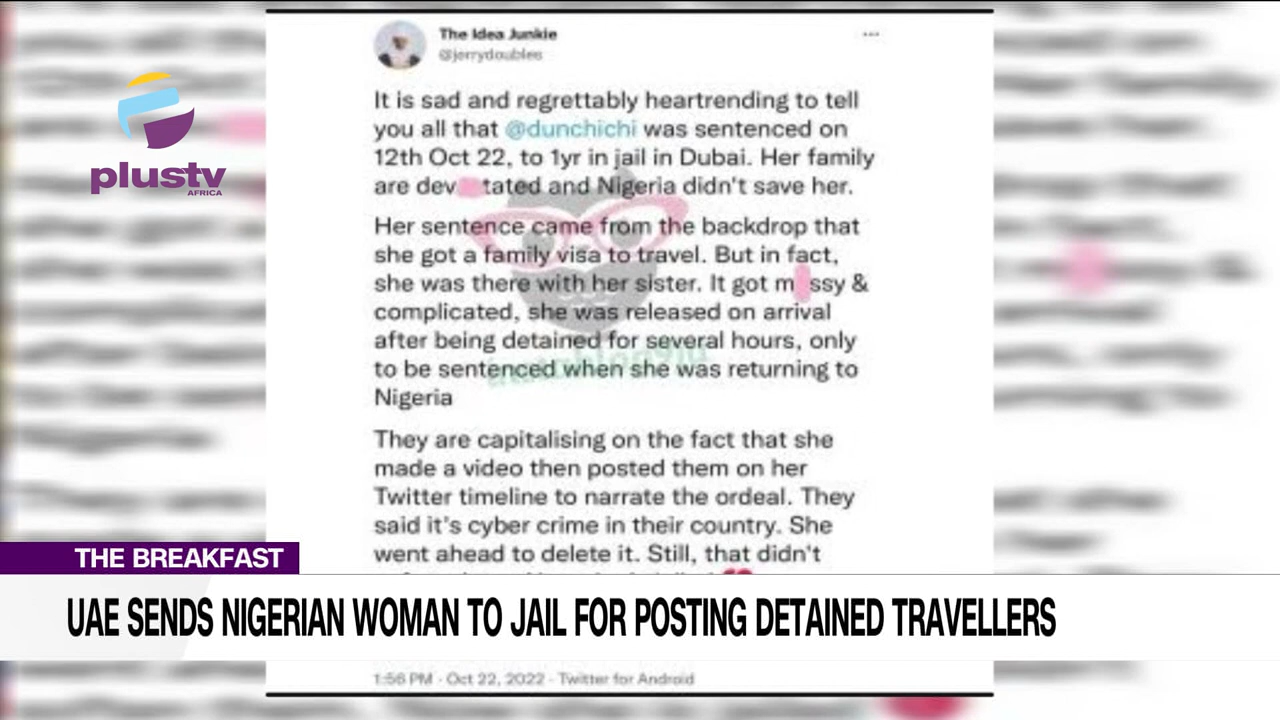 The Idea Junkie
@jerrydoubles
plustv
AFRICA
It is sad and regrettably heartrending to tell
you all that @dunchichi was sentenced on
12th Oct 22, to 1yr in jail in Dubai. Her family
are dev tated and Nigeria didn't save her.
Her sentence came from the backdrop that
she got a family visa to travel. But in fact,
she was there with her sister. It got m ssy &
complicated, she was released on arrival
after being detained for several hours, only
to be sentenced when she was returning to
Nigeria
They are capitalising on the fact that she
made a video then posted them on her
Twitter timeline to narrate the ordeal. They
said it's cyber crime in their country. She
went ahead to delete it. Still, that didn't
THE BREAKFAST
UAE SENDS NIGERIAN WOMAN TO JAIL FOR POSTING DETAINED TRAVELLERS
1:56 PM · Oct 22, 2022 · Twitter for Android